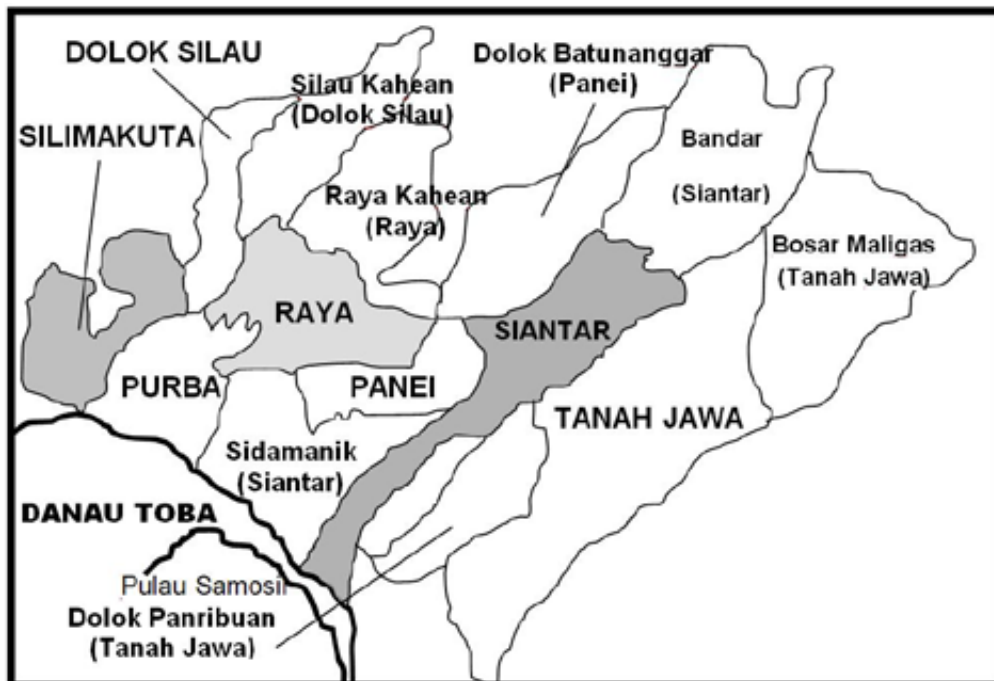 DOLOK SILAU
Dolok Batunanggar
(Panei)
Silau Kahean
(Dolok Silau)
SILIMAKUTA
Bandar
(Siantar)
Raya Kahean
(Raya)
Bosar Maligas
(Tanah Jawa)
RAYA
SIANTAR
PURBA
PANEI
TANAH JAWA
Sidamanik
(Siantar)
DANAU TOBA
Pulau Samosil
Dolok Panribuan
(Tanah Jawa)